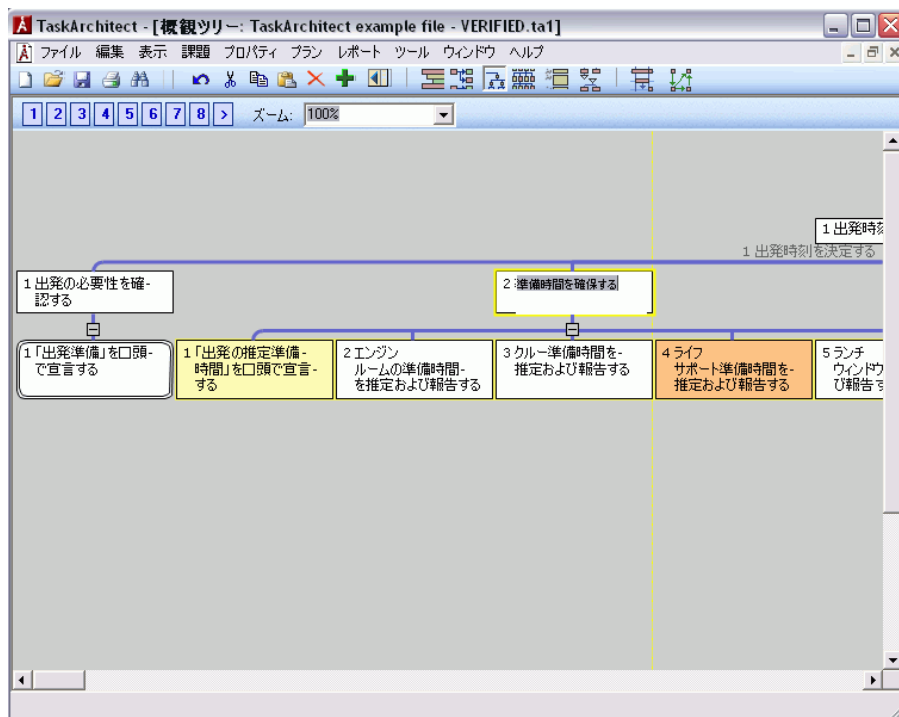 TaskArchitect - [概観ツリー: TaskArchitect example file - VERIFIED.ta1]
ファイル 編集 表示 課題 プロパティ プラン レポート ツール ウィンドウ ヘルプ
1 2 3 4 5 6 7 8 > ズーム: 100%
1 出発時刻
1 出発時刻を決定する
1 出発の必要性を確-
認する
2 準備時間を確保する
1 「出発準備」を口頭-
で宣言する
1 「出発の推定準備-
時間」を口頭で宣言-
する
2 エンジン
ルームの準備時間-
を推定および報告する
3 クルー準備時間を-
推定および報告する
4 ライフ
サポート準備時間を-
推定および報告する
5 ランチ
ウィンドウ
び報告す